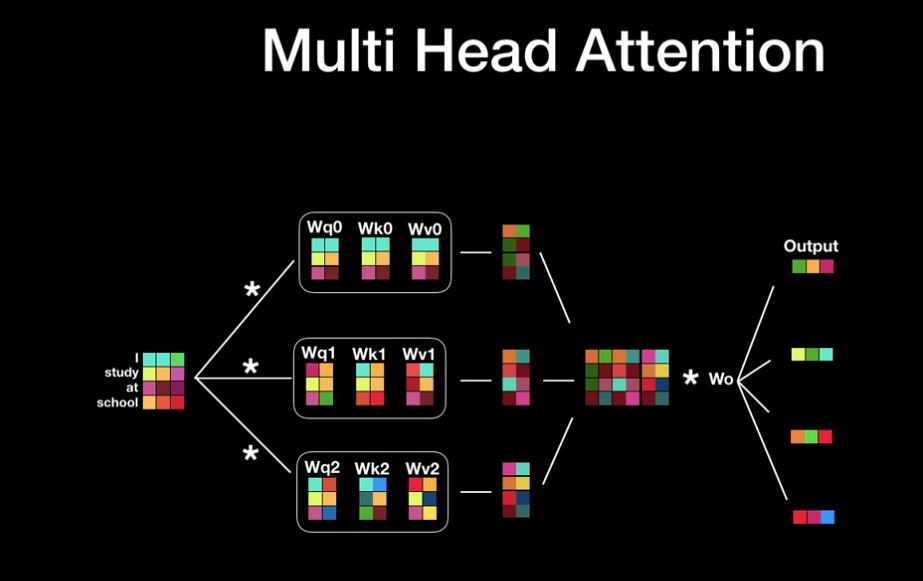 Multi Head Attention
Wq0 Wk0 Wv0
Output
*
I
study
at
school
*
Wq1 Wk1 Wv1
* Wo
*
Wq2 Wk2 Wv2